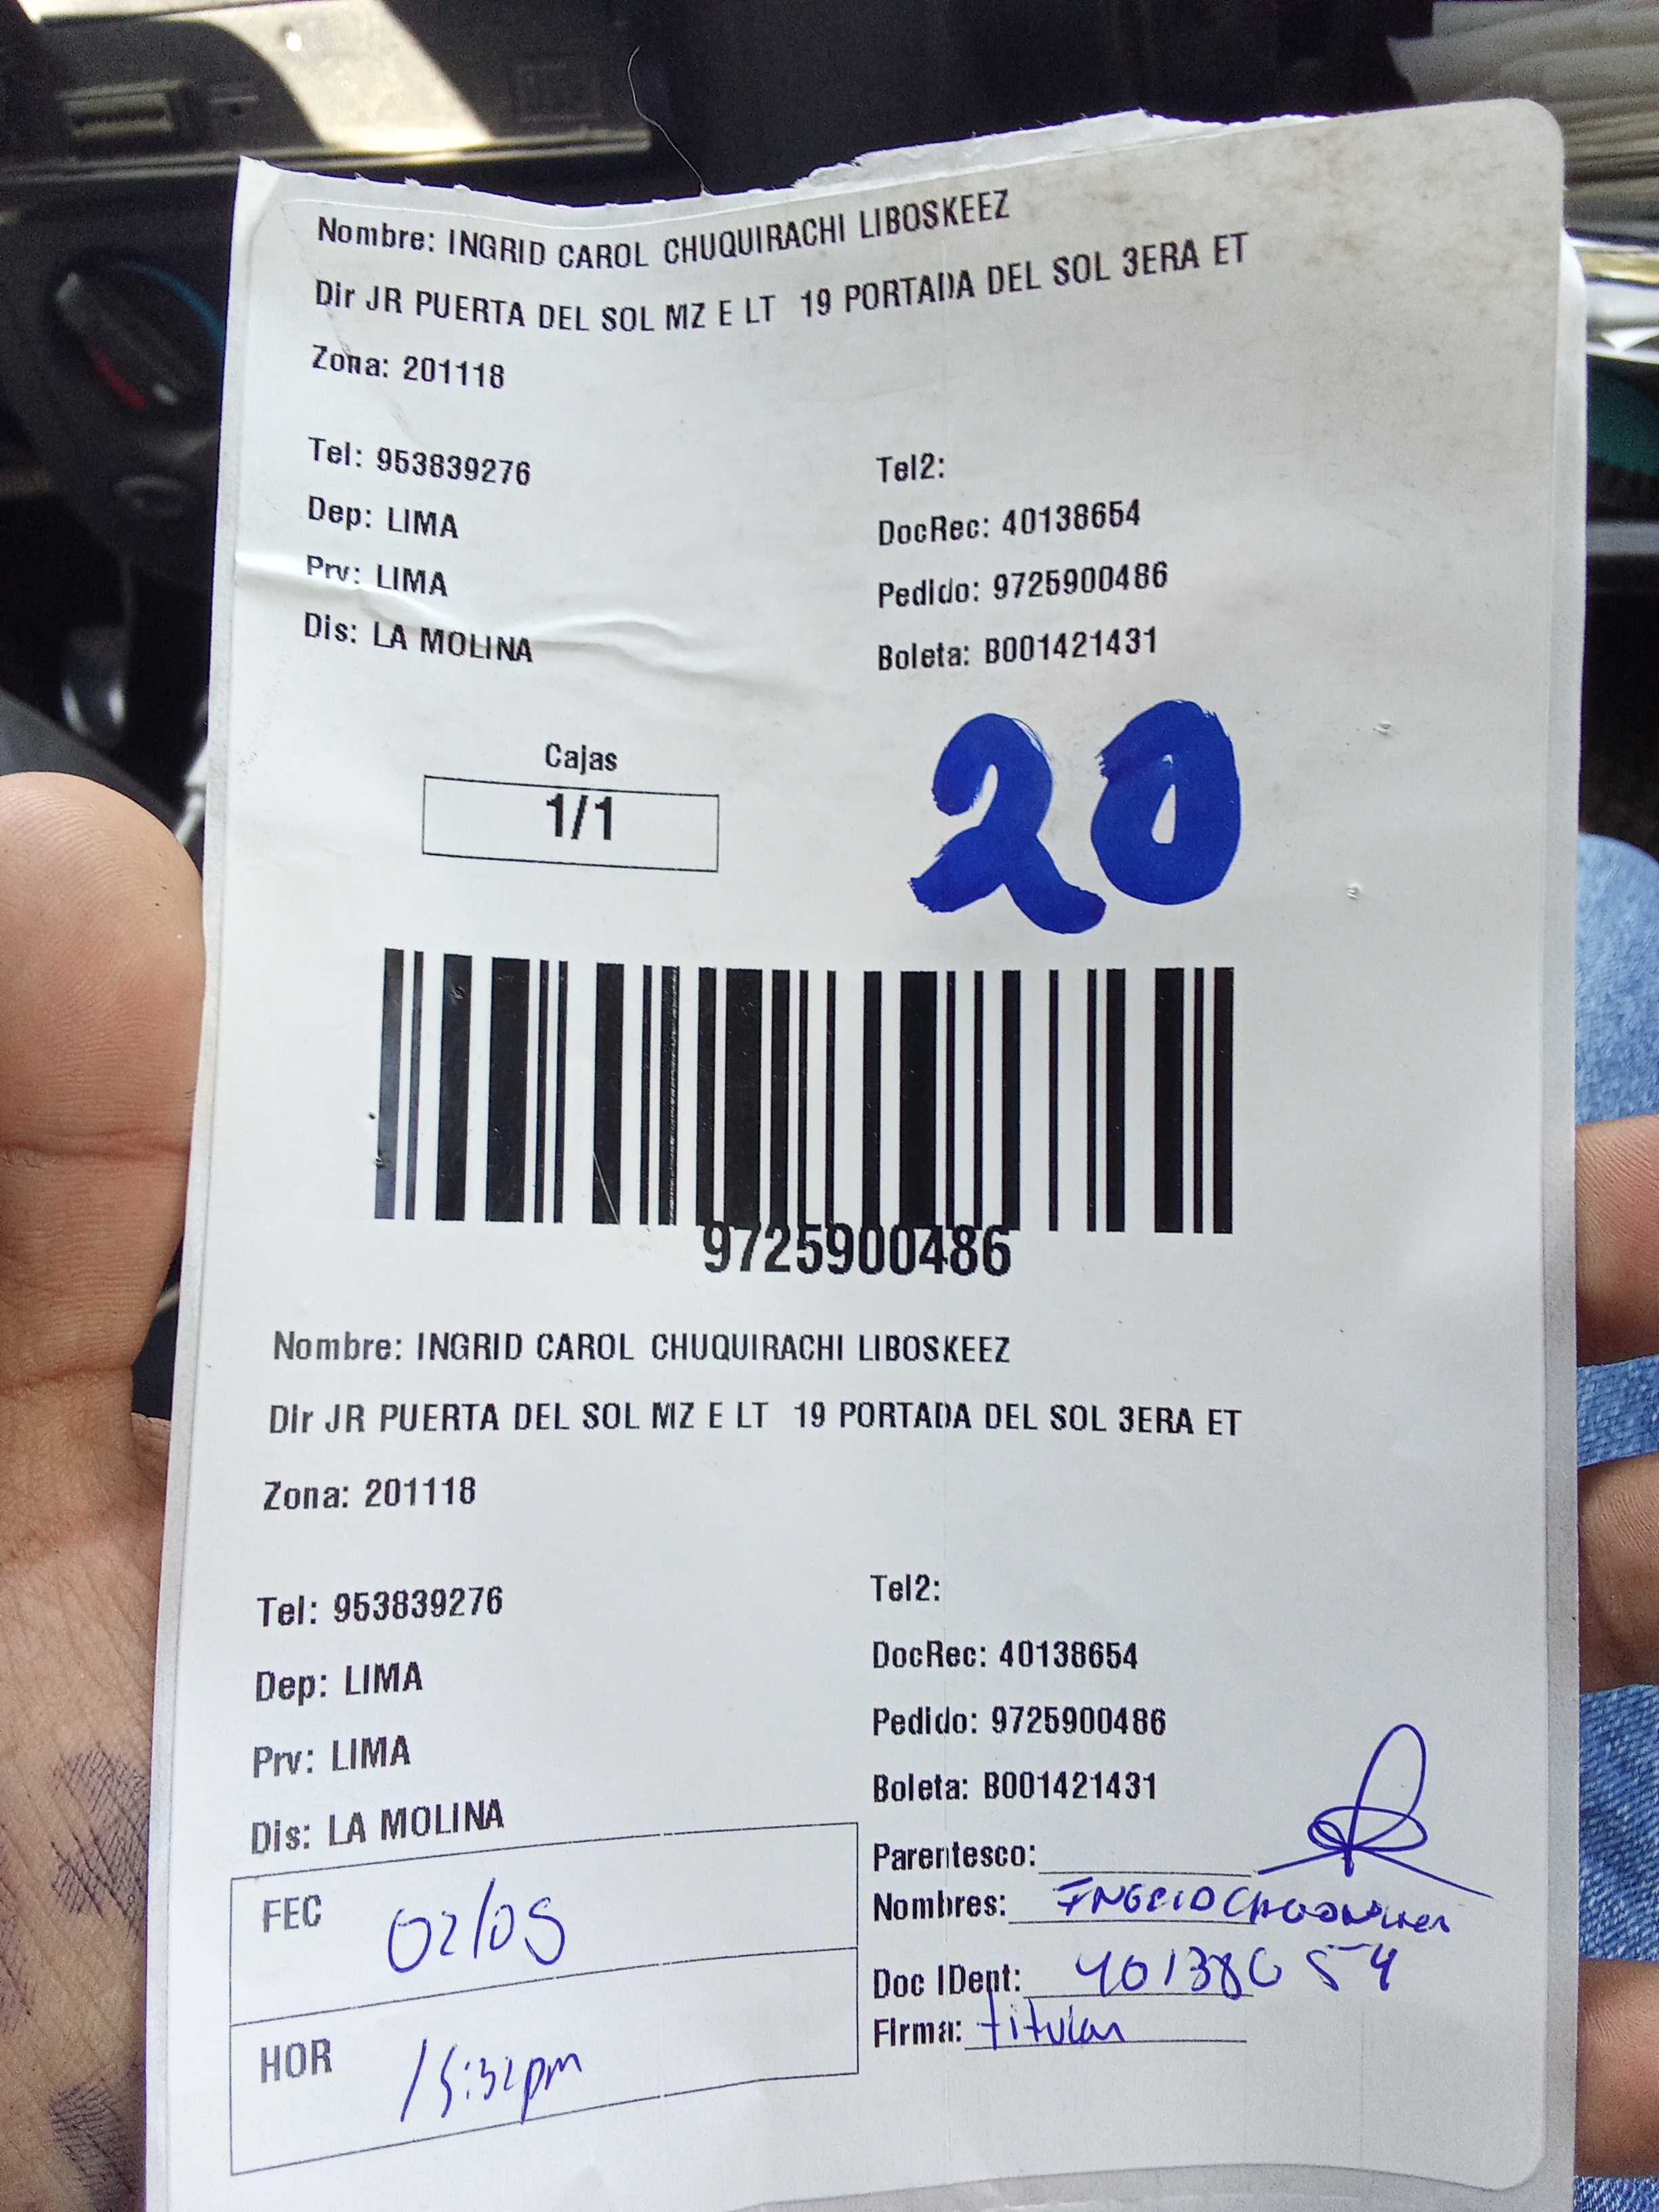 Nombre: INGRID CAROL CHUQUIRACHI LIBOSKEEZ
Dir JR PUERTA DEL SOL MZ E LT 19 PORTADA DEL SOL 3ERA ET
Zona: 201118
Tel: 953839276 Tel2:
Dep: LIMA DocRec: 40138654
Prv: LIMA Pedido: 9725900486
Dis: LA MOLINA Boleta: B001421431
Cajas
1/1
20
9725900486
Nombre: INGRID CAROL CHUQUIRACHI LIBOSKEEZ
Dir JR PUERTA DEL SOL MZ E LT 19 PORTADA DEL SOL 3ERA ET
Zona: 201118
Tel: 953839276 Tel2:
Dep: LIMA DocRec: 40138654
Prv: LIMA Pedido: 9725900486
Dis: LA MOLINA Boleta: B001421431
Parentesco:
FEC 02/05 Nombres: INGRID
Doc IDent: 40138654
HOR 15:32pm Firma: titular